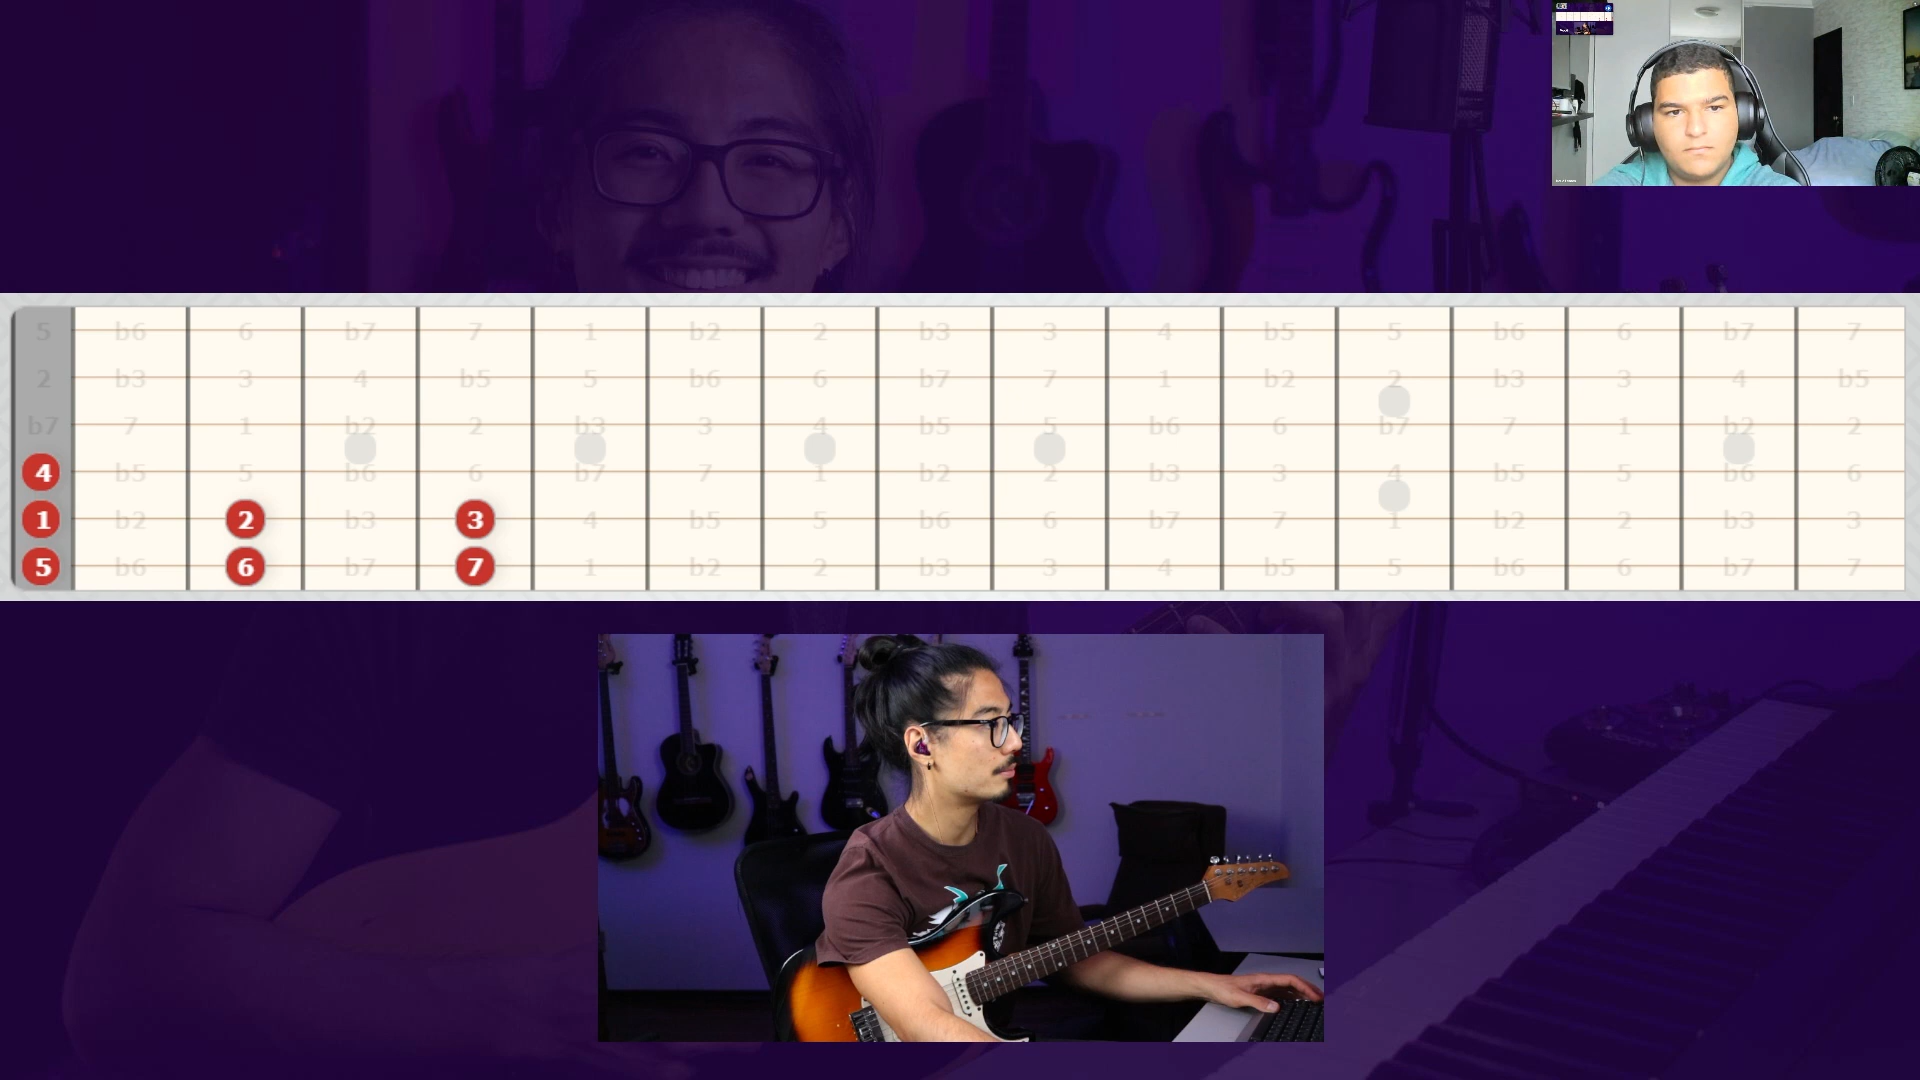 5 b6 6 b7 7 1 b2 2 b3 3 4 b5 5 b6 6 b7 7
2 b3 3 4 b5 5 b6 6 b7 7 1 b2 2 b3 3 4 b5
b7 7 1 b2 2 b3 3 4 b5 5 b6 6 b7 7 1 b2 2
4 b5 5 b6 6 b7 7 1 b2 2 b3 3 4 b5 5 b6 6
1 b2 2 b3 3 4 b5 5 b6 6 b7 7 1 b2 2 b3 3
5 b6 6 b7 7 1 b2 2 b3 3 4 b5 5 b6 6 b7 7